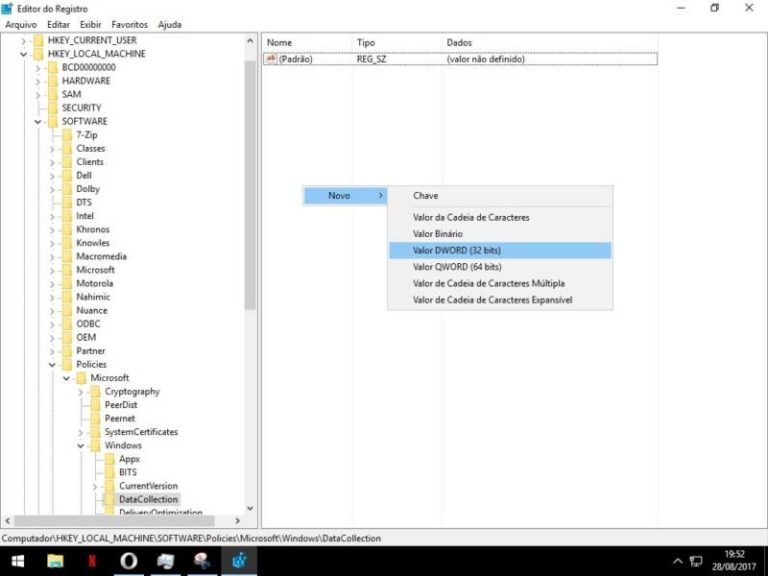 Editor do Registro
Arquivo Editar Exibir Favoritos Ajuda
HKEY_CURRENT_USER
HKEY_LOCAL_MACHINE
BCD00000000
HARDWARE
SAM
SECURITY
SOFTWARE
7-Zip
Classes
Clients
Dell
Dolby
DTS
Intel
Khronos
Knowles
Macromedia
Microsoft
Motorola
Nahimic
Nuance
ODBC
OEM
Partner
Policies
Microsoft
Cryptography
PeerDist
Peernet
SystemCertificates
Windows
Appx
BITS
CurrentVersion
DataCollection
DeliveryOptimization
Nome Tipo Dados
ab (Padrão) REG_SZ (valor não definido)
Novo
Chave
Valor da Cadeia de Caracteres
Valor Binário
Valor DWORD (32 bits)
Valor QWORD (64 bits)
Valor de Cadeia de Caracteres Múltipla
Valor de Cadeia de Caracteres Expansível
Computador\HKEY_LOCAL_MACHINE\SOFTWARE\Policies\Microsoft\Windows\DataCollection
19:52
28/08/2017